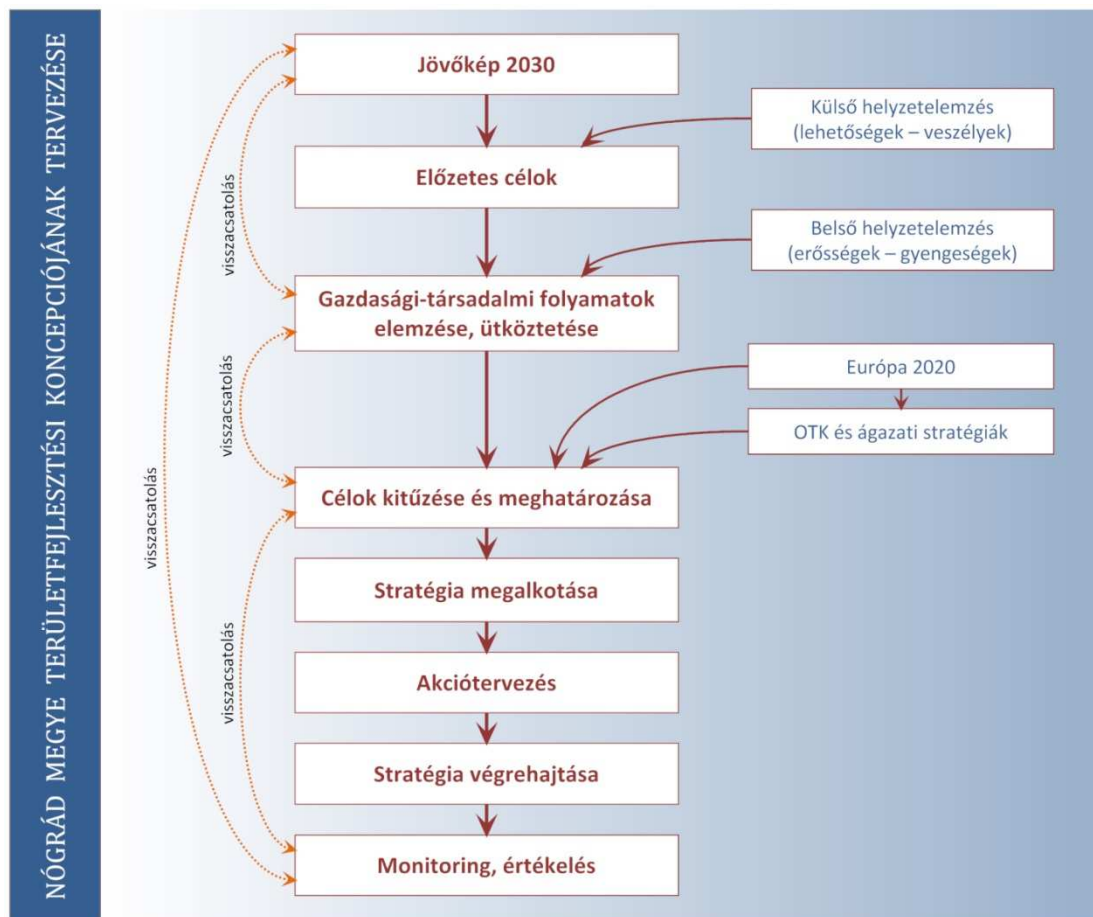 NÓGRÁD MEGYE TERÜLETFEJLESZTÉSI KONCEPCIÓJÁNAK TERVEZÉSE
Jövőkép 2030
Külső helyzetelemzés
(lehetőségek – veszélyek)
Előzetes célok
visszacsatolás
Belső helyzetelemzés
(erősségek – gyengeségek)
Gazdasági-társadalmi folyamatok
elemzése, ütköztetése
visszacsatolás
Európa 2020
OTK és ágazati stratégiák
visszacsatolás
Célok kitűzése és meghatározása
Stratégia megalkotása
visszacsatolás
Akciótervezés
Stratégia végrehajtása
Monitoring, értékelés